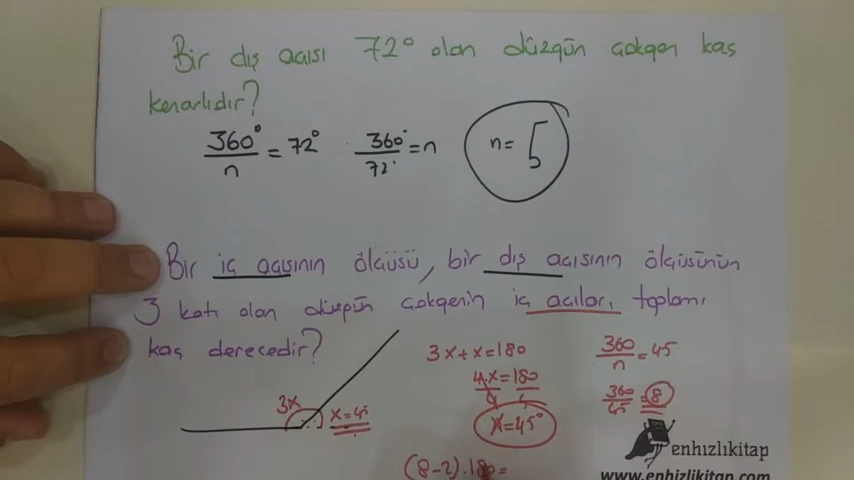 Bir dış açısı 72° olan düzgün çokgen kaç
kenarlıdır?
360°/n = 72° 360°/72° = n n = 5
Bir iç açısının ölçüsü, bir dış açısının ölçüsünün
3 katı olan düzgün çokgenin iç açıları toplamı
kaç derecedir?
3x+x=180 360/n = 45
4x/4 = 180/4 360/45 = 8
3x x=45 x=45°
enhızlıkitap
(8-2).180=
www.enhizlikitap.com